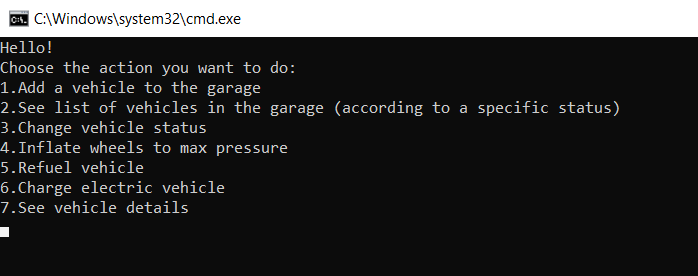 C:\Windows\system32\cmd.exe
Hello!
Choose the action you want to do:
1.Add a vehicle to the garage
2.See list of vehicles in the garage (according to a specific status)
3.Change vehicle status
4.Inflate wheels to max pressure
5.Refuel vehicle
6.Charge electric vehicle
7.See vehicle details